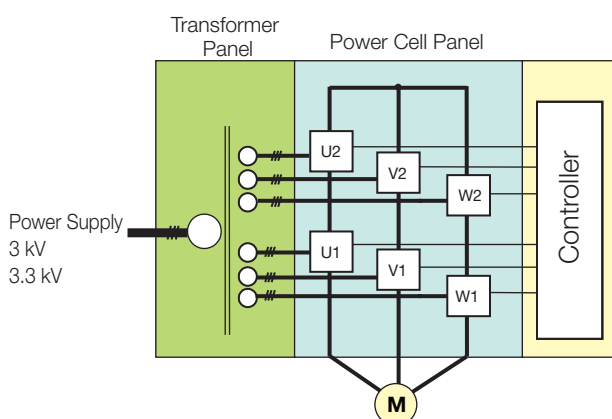 Transformer
Panel
Power Cell Panel
U2
V2
W2
Power Supply
3 kV
3.3 kV
U1
V1
W1
Controller
M